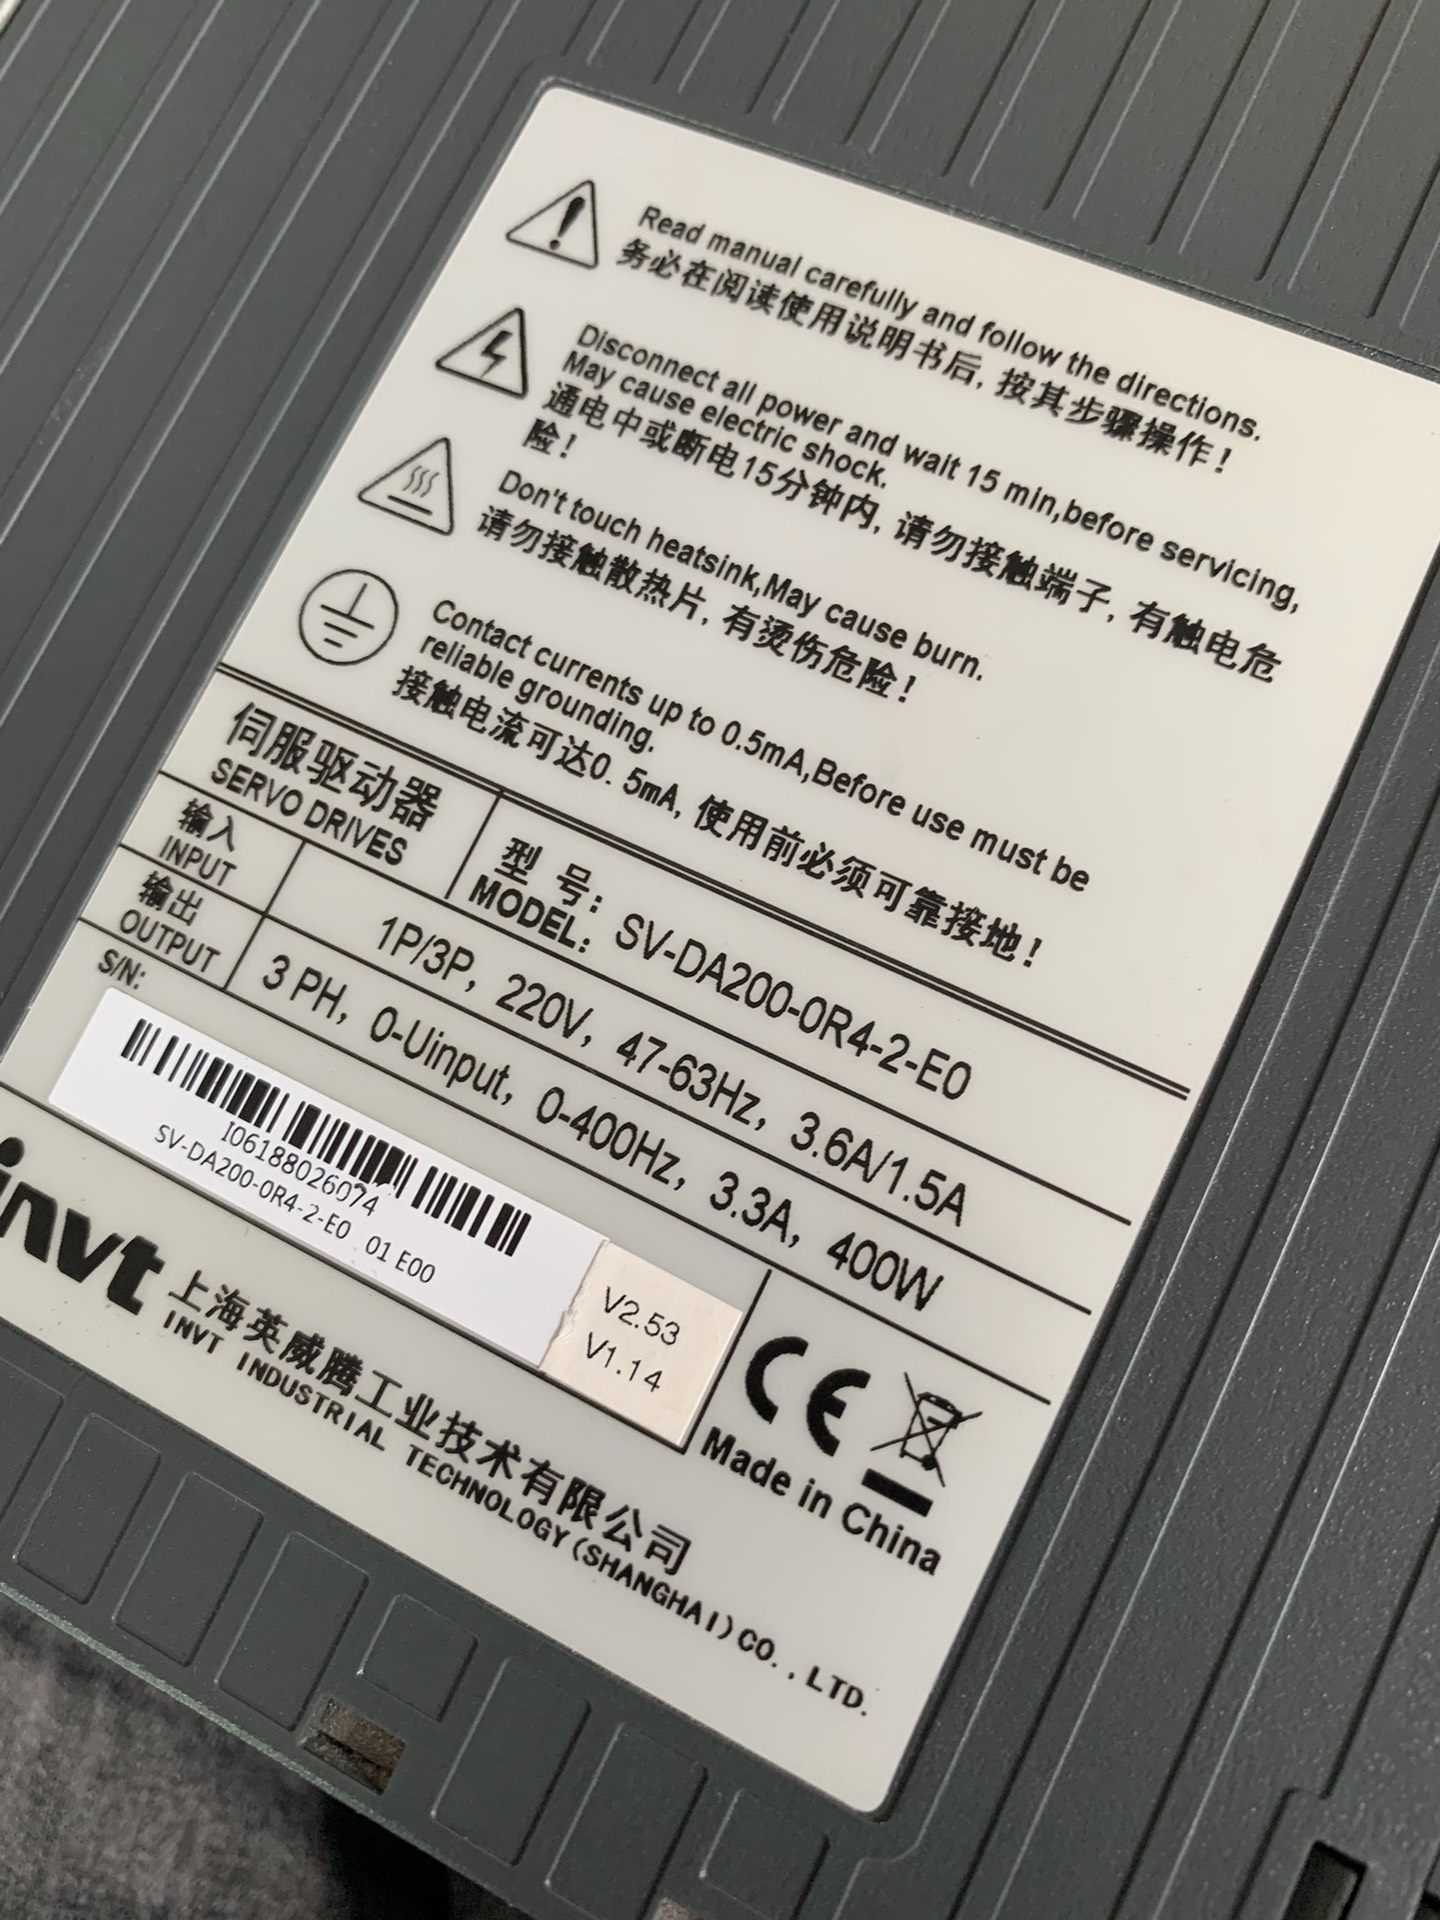 Read manual carefully and follow the directions.
务必在阅读使用说明书后, 按其步骤操作!
Disconnect all power and wait 15 min,before servicing,
May cause electric shock.
通电中或断电15分钟内, 请勿接触端子, 有触电危
险!
Don't touch heatsink,May cause burn.
请勿接触散热片, 有烫伤危险!
Contact currents up to 0.5mA,Before use must be
reliable grounding.
接触电流可达0. 5mA, 使用前必须可靠接地!
伺服驱动器
SERVO DRIVES
型 号:
MODEL: SV-DA200-0R4-2-E0
输入
INPUT
1P/3P, 220V, 47-63Hz, 3.6A/1.5A
输出
OUTPUT
3 PH, 0-Uinput, 0-400Hz, 3.3A, 400W
S/N:
I06188026074
SV-DA200-0R4-2-E0 01 E00
V2.53
V1.14
CE
Made in China
invt
上海英威腾工业技术有限公司
INVT INDUSTRIAL TECHNOLOGY (SHANGHAI) CO. , LTD.